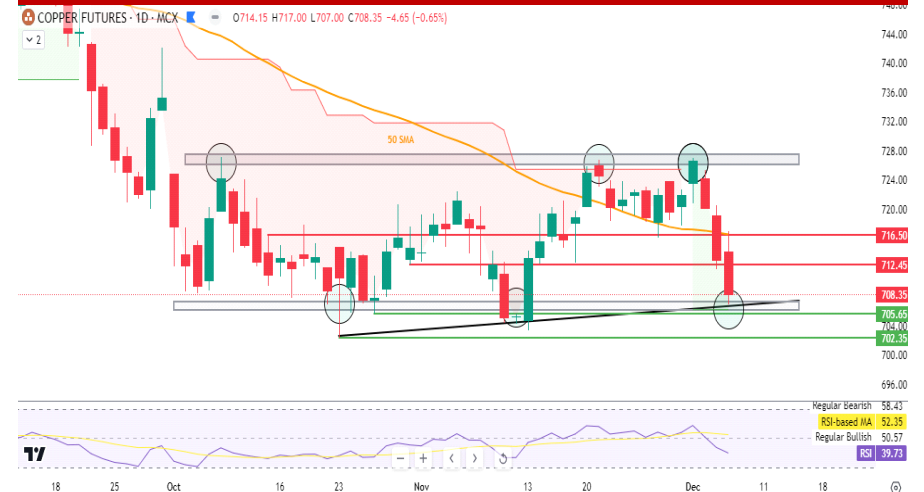 COPPER FUTURES · 1D · MCX O714.15 H717.00 L707.00 C708.35 -4.65 (-0.65%)
2
744.00
740.00
736.00
732.00
50 SMA
728.00
724.00
720.00
716.50
712.45
708.35
705.65
704.00
702.35
700.00
696.00
Regular Bearish 58.43
RSI-based MA 52.35
Regular Bullish 50.57
RSI 39.73
18 25 Oct 16 23 Nov 13 20 Dec 11 18